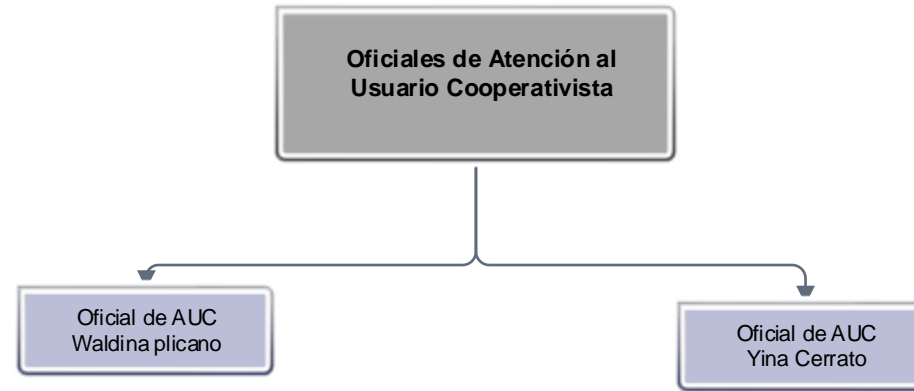 Oficiales de Atención al
Usuario Cooperativista
Oficial de AUC
Waldina plicano
Oficial de AUC
Yina Cerrato